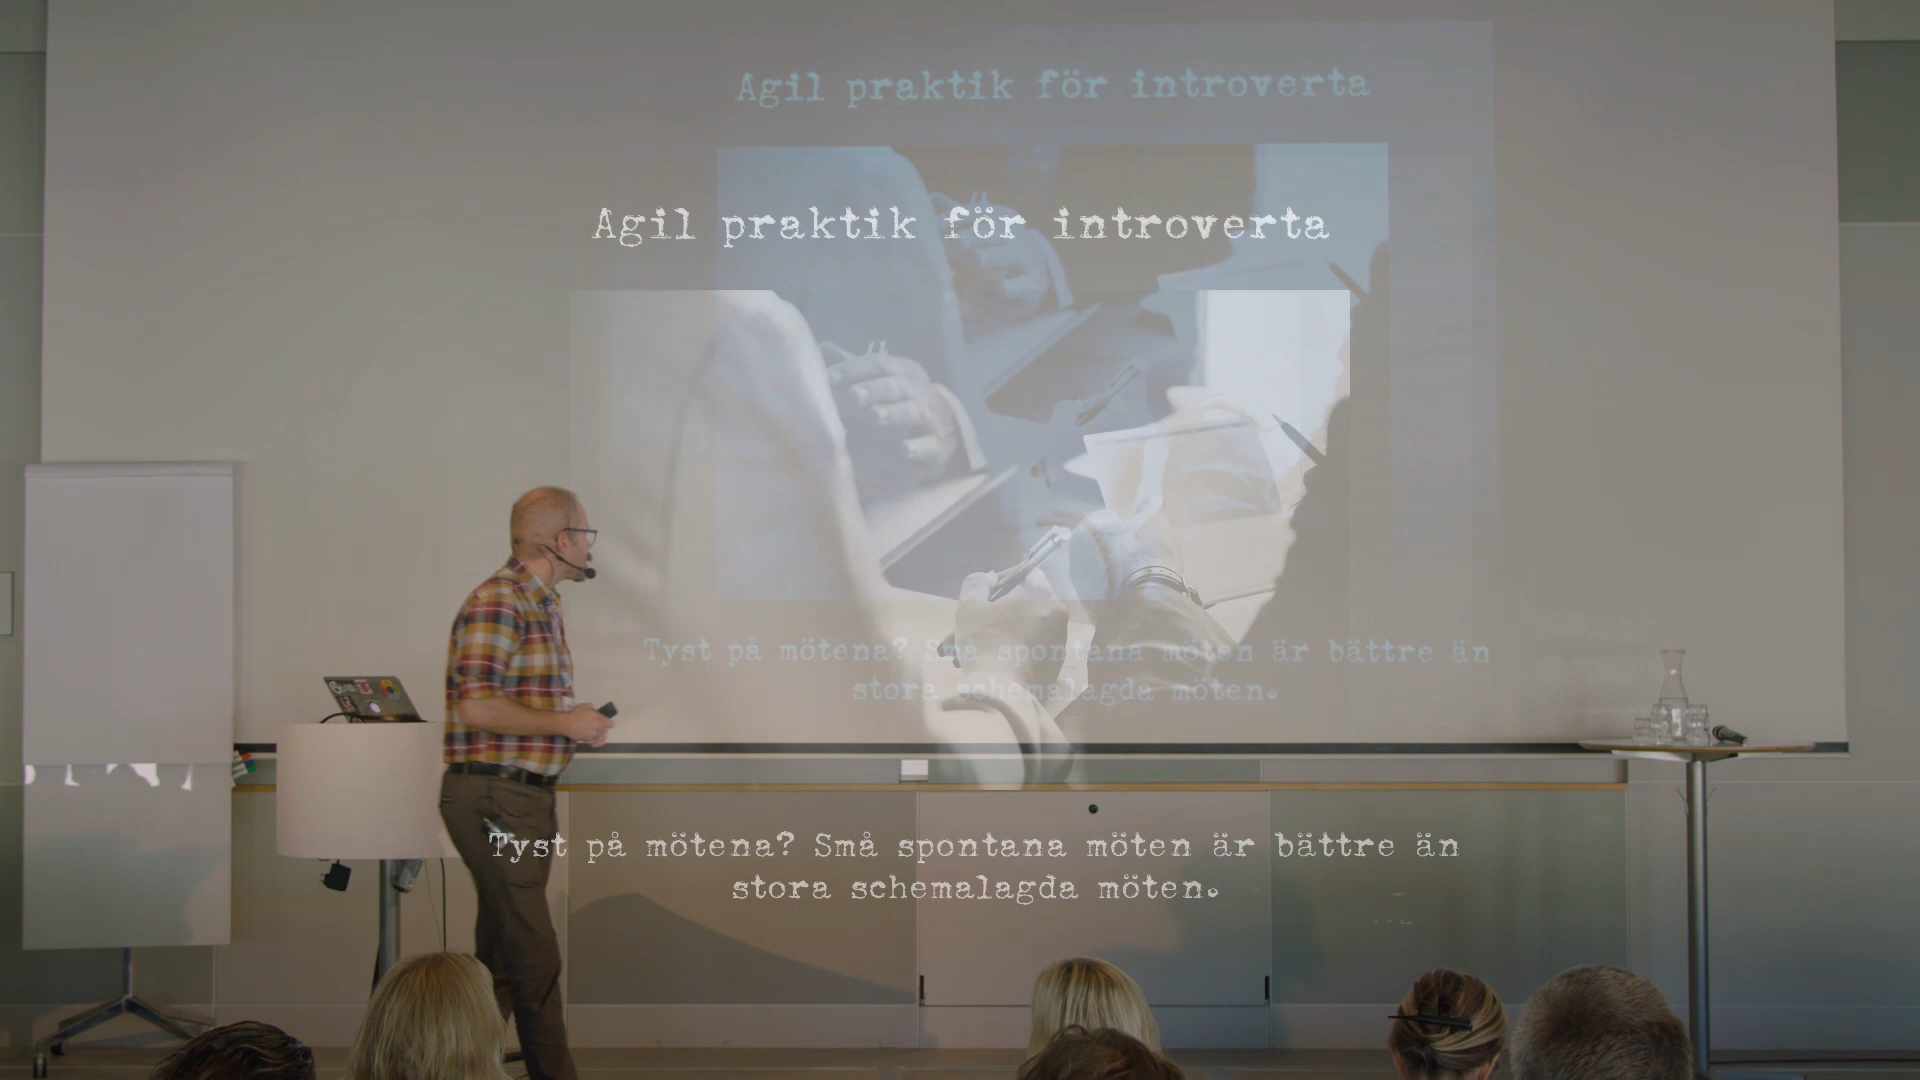 Agil praktik för introverta
Agil praktik för introverta
Tyst på mötena? Små spontana möten är bättre än
stora schemalagda möten.
Tyst på mötena? Små spontana möten är bättre än
stora schemalagda möten.